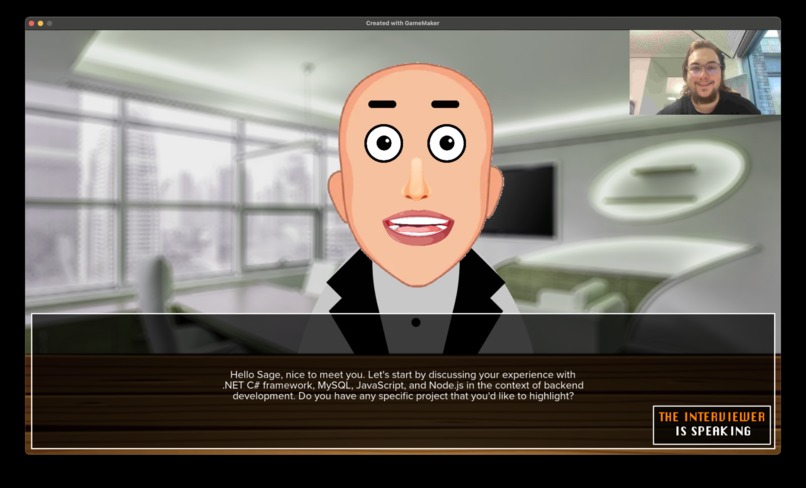 Created with GameMaker
Hello Sage, nice to meet you. Let's start by discussing your experience with
.NET C# framework, MySQL, JavaScript, and Node.js in the context of backend
development. Do you have any specific project that you'd like to highlight?
THE INTERVIEWER
IS SPEAKING